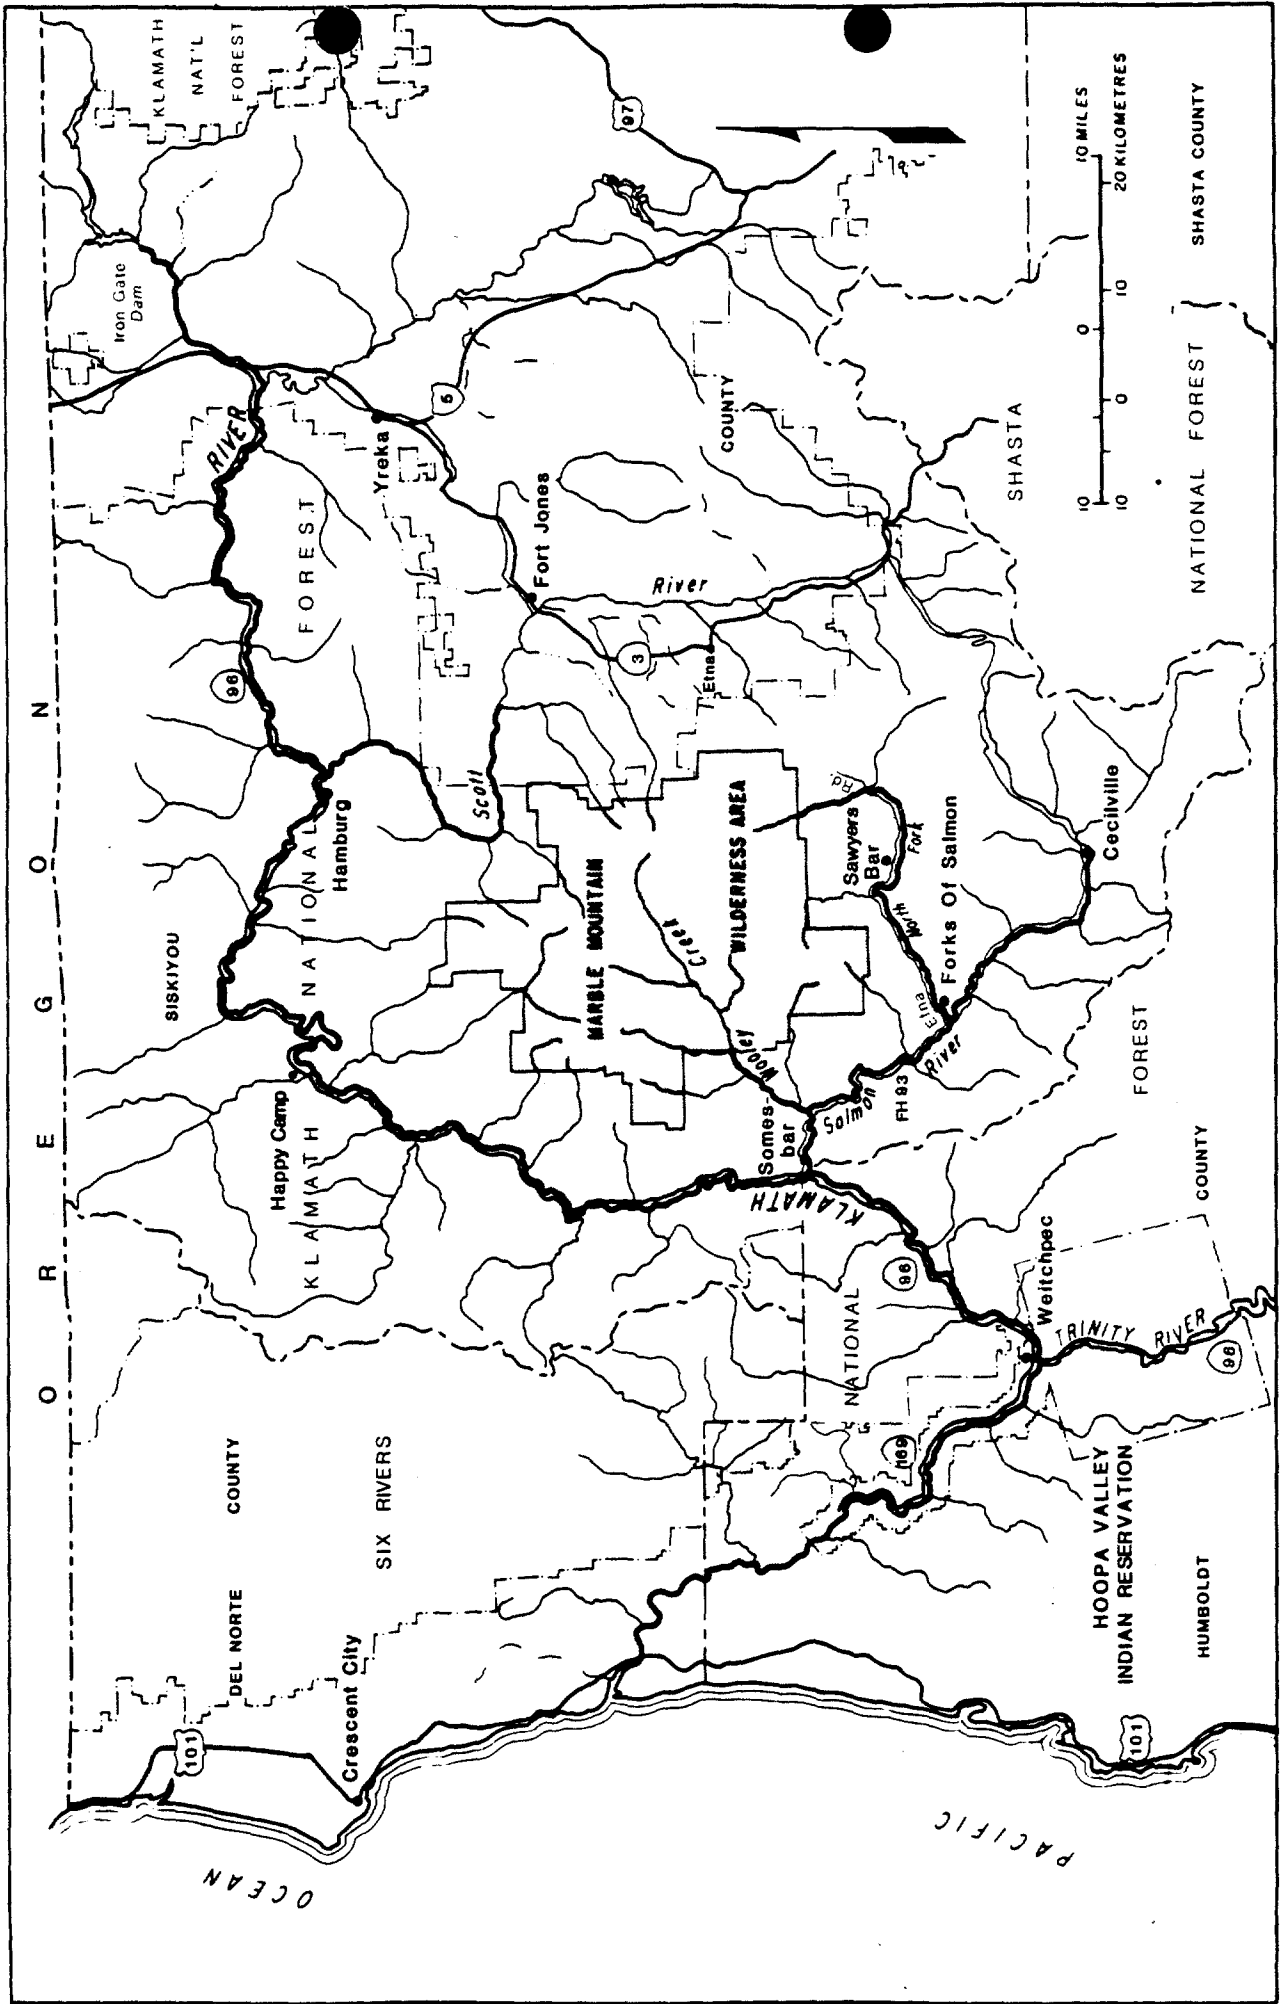 O R E G O N
KLAMATH
NAT'L
FOREST
Iron Gate
Dam
97
5
Yreka
RIVER
FOREST
96
Fort Jones
River
3
Etna
COUNTY
SHASTA
Scott
Hamburg
NATIONAL
SISKIYOU
Happy Camp
KLAMATH
MARBLE MOUNTAIN
WILDERNESS AREA
Wooley
Creek
Sawyers
Bar
Rd.
North
Fork
Etna
Forks Of Salmon
Cecilville
Somes-
bar
Salmon
River
FH 93
KLAMATH
96
NATIONAL
FOREST
Weitchpec
TRINITY RIVER
96
169
DEL NORTE COUNTY
SIX RIVERS
Crescent City
101
HOOPA VALLEY
INDIAN RESERVATION
HUMBOLDT COUNTY
101
PACIFIC
OCEAN
10 0 10 MILES
10 0 10 20 KILOMETRES
NATIONAL FOREST
SHASTA COUNTY